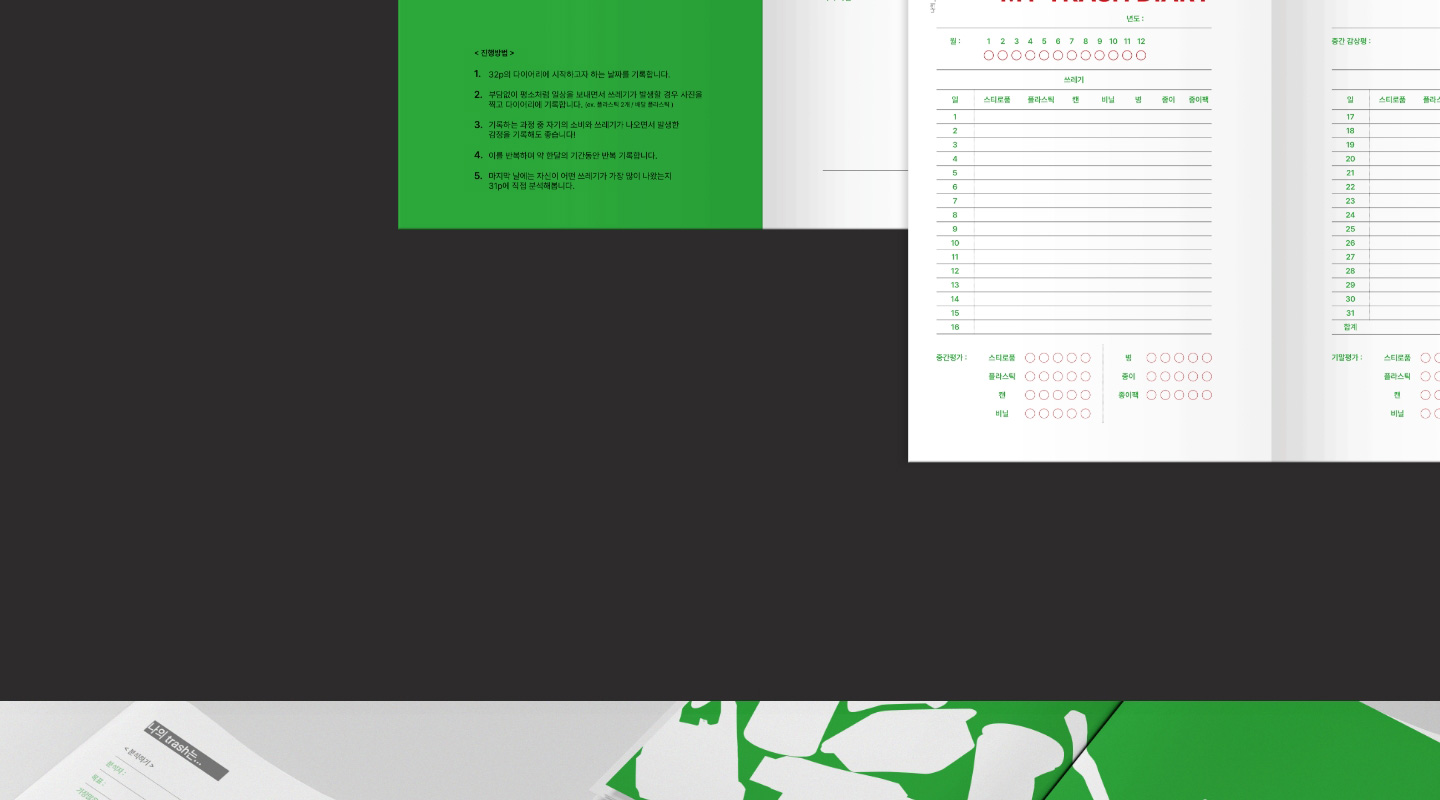 < 진행방법 >
1. 32p의 다이어리에 시작하고자 하는 날짜를 기록합니다.
2. 부담없이 평소처럼 일상을 보내면서 쓰레기가 발생할 경우 사진을
찍고 다이어리에 기록합니다. (ex. 플라스틱 2개 / 배달 플라스틱 )
3. 기록하는 과정 중 자기의 소비와 쓰레기가 나오면서 발생한
감정을 기록해도 좋습니다!
4. 이를 반복하며 약 한달의 기간동안 반복 기록합니다.
5. 마지막 날에는 자신이 어떤 쓰레기가 가장 많이 나왔는지
31p에 직접 분석해봅니다.
MY TRASH DIARY
년도 :
월 : 1 2 3 4 5 6 7 8 9 10 11 12
쓰레기
일 스티로폼 플라스틱 캔 비닐 병 종이 종이팩
1
2
3
4
5
6
7
8
9
10
11
12
13
14
15
16
중간평가 : 스티로폼 병
플라스틱 종이
캔 종이팩
비닐
중간 감상평 :
일 스티로폼
17
18
19
20
21
22
23
24
25
26
27
28
29
30
31
합계
기말평가 : 스티로폼
플라스틱
캔
비닐
나의 trash는...
< 분석하기 >
분석서 :
목표 :